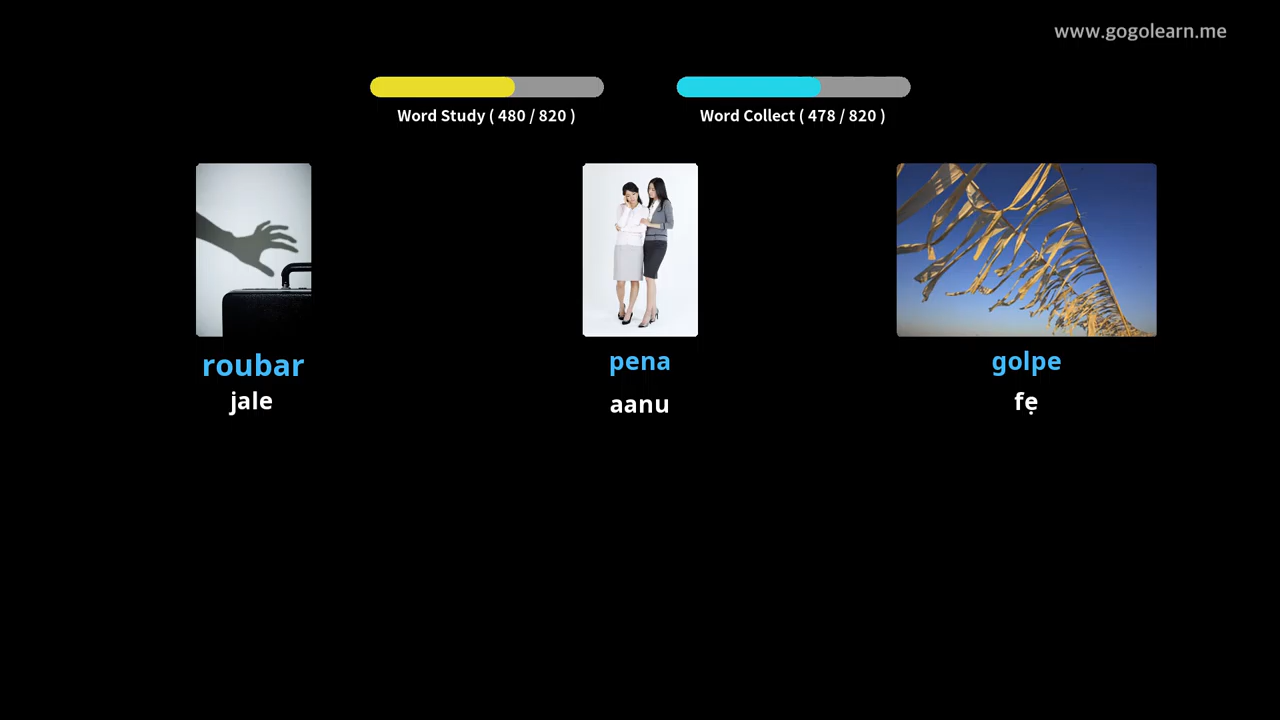 www.gogolearn.me
Word Study ( 480 / 820 )
Word Collect ( 478 / 820 )
roubar
jale
pena
aanu
golpe
fẹ